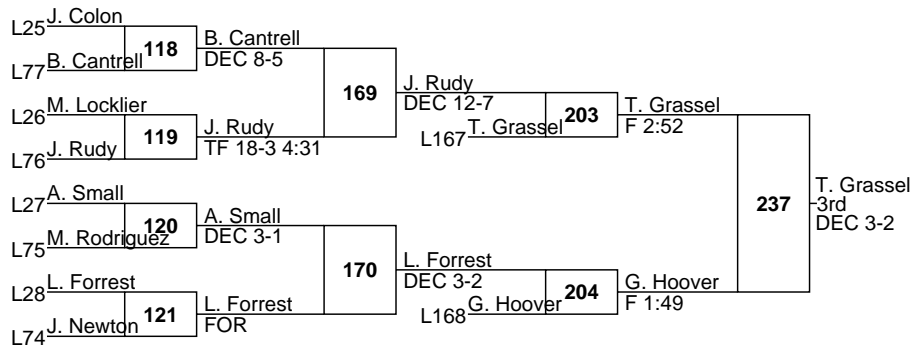 L25 J. Colon
118
L77 B. Cantrell
B. Cantrell
DEC 8-5
169
L26 M. Locklier
119
L76 J. Rudy
J. Rudy
TF 18-3 4:31
J. Rudy
DEC 12-7
203
L167 T. Grassel
T. Grassel
F 2:52
L27 A. Small
120
L75 M. Rodriguez
A. Small
DEC 3-1
170
L28 L. Forrest
121
L74 J. Newton
L. Forrest
FOR
L. Forrest
DEC 3-2
204
L168 G. Hoover
G. Hoover
F 1:49
237
T. Grassel
3rd
DEC 3-2